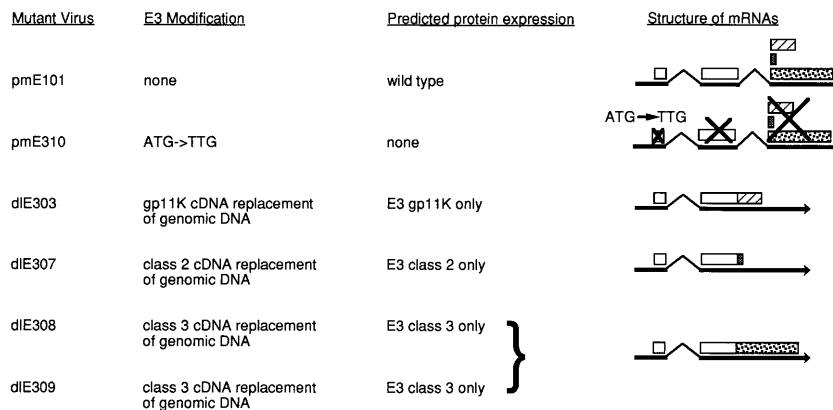 Mutant Virus E3 Modification Predicted protein expression Structure of mRNAs
pmE101 none wild type
ATG→TTG
pmE310 ATG->TTG none
dlE303 gp11K cDNA replacement E3 gp11K only
of genomic DNA
dlE307 class 2 cDNA replacement E3 class 2 only
of genomic DNA
dlE308 class 3 cDNA replacement E3 class 3 only
of genomic DNA
dlE309 class 3 cDNA replacement E3 class 3 only
of genomic DNA